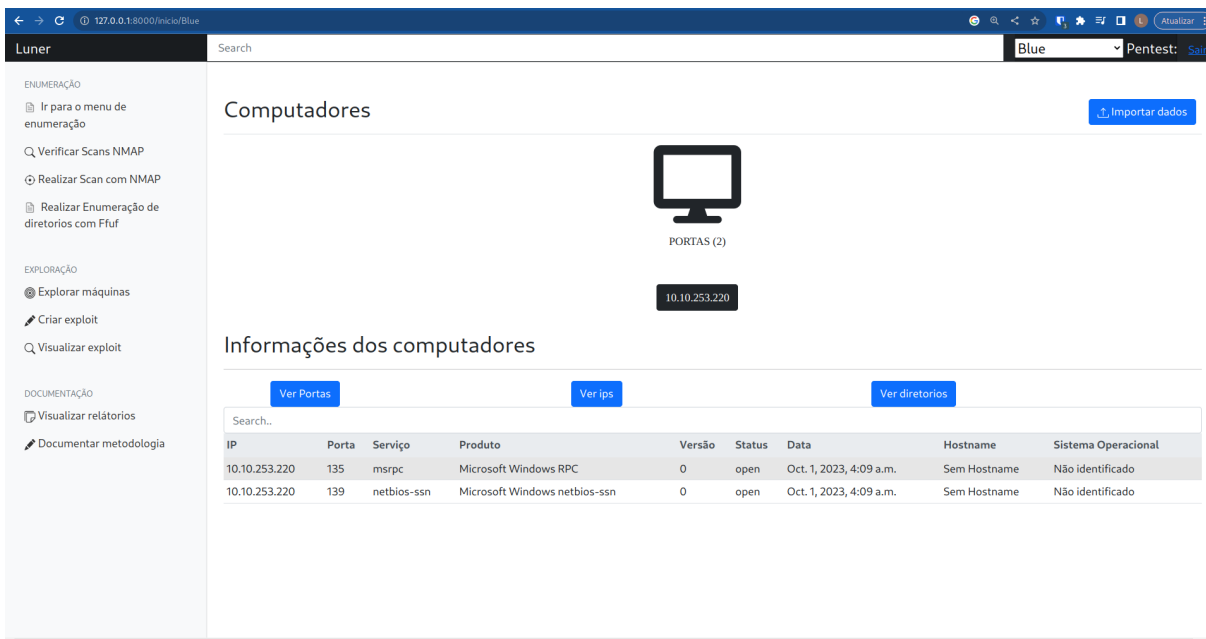 127.0.0.1:8000/inicio/Blue
L
Atualizar
Luner
Search
Blue
Pentest:
Sair
ENUMERAÇÃO
Ir para o menu de
enumeração
Verificar Scans NMAP
Realizar Scan com NMAP
Realizar Enumeração de
diretorios com Ffuf
EXPLORAÇÃO
Explorar máquinas
Criar exploit
Visualizar exploit
DOCUMENTAÇÃO
Visualizar relátorios
Documentar metodologia
Computadores
Importar dados
PORTAS (2)
10.10.253.220
Informações dos computadores
Ver Portas Ver ips Ver diretorios
Search..
IP Porta Serviço Produto Versão Status Data Hostname Sistema Operacional
10.10.253.220 135 msrpc Microsoft Windows RPC 0 open Oct. 1, 2023, 4:09 a.m. Sem Hostname Não identificado
10.10.253.220 139 netbios-ssn Microsoft Windows netbios-ssn 0 open Oct. 1, 2023, 4:09 a.m. Sem Hostname Não identificado